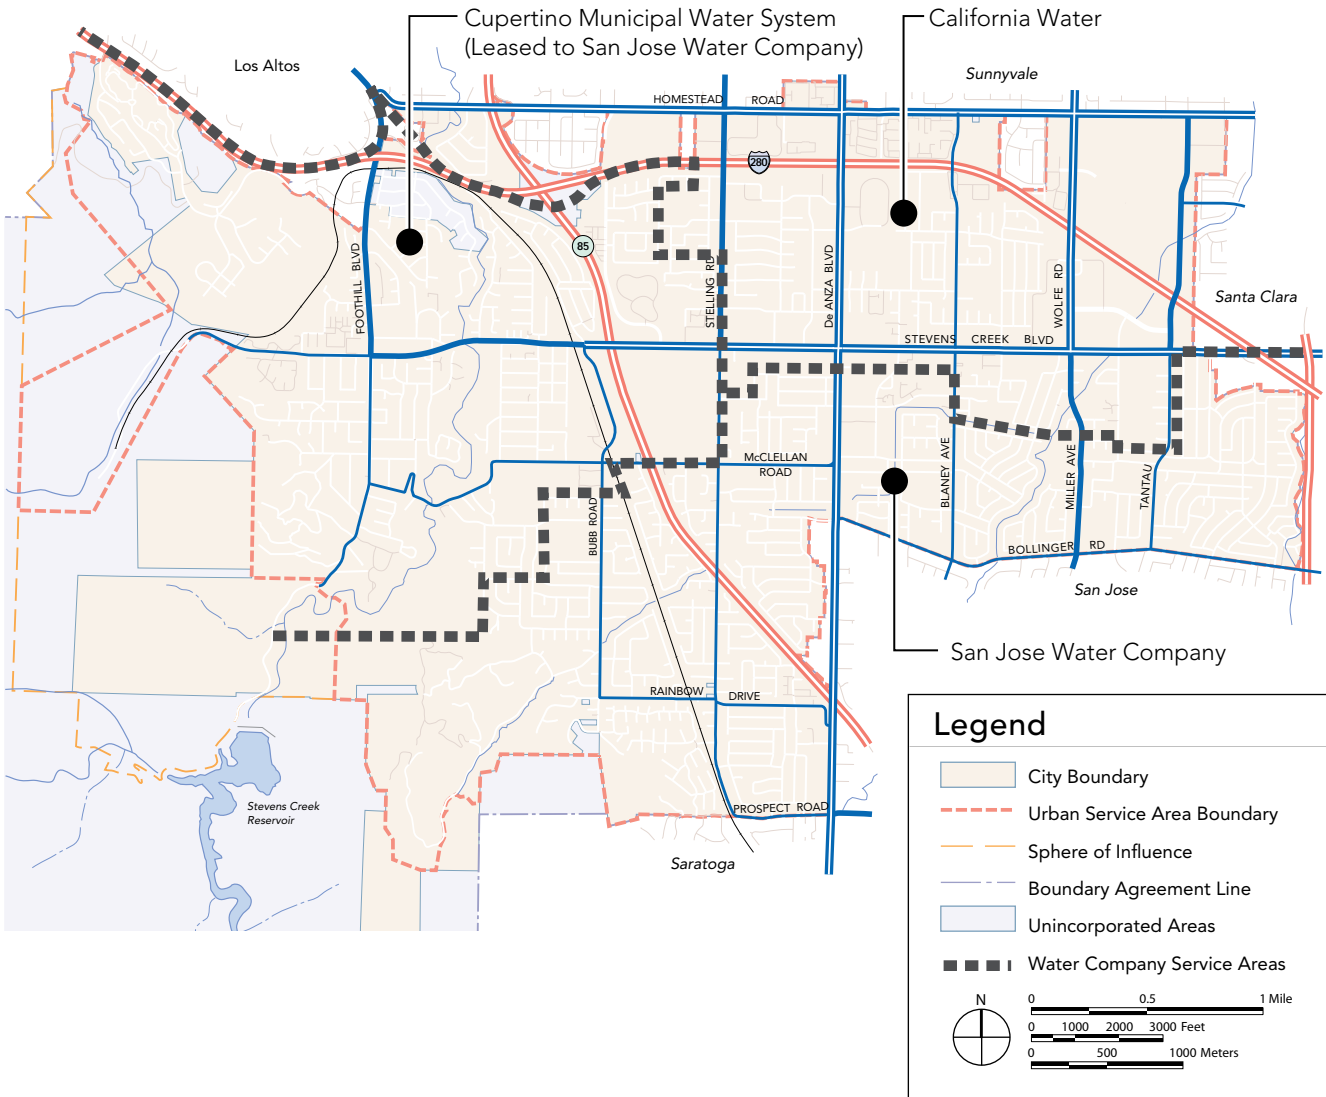 Cupertino Municipal Water System
(Leased to San Jose Water Company)
California Water
Los Altos
Sunnyvale
HOMESTEAD ROAD
280
85
FOOTHILL BLVD
STELLING RD
De ANZA BLVD
WOLFE RD
Santa Clara
STEVENS CREEK BLVD
McCLELLAN
ROAD
BUBB ROAD
BLANEY AVE
MILLER AVE
TANTAU
BOLLINGER RD
San Jose
San Jose Water Company
RAINBOW DRIVE
Stevens Creek
Reservoir
PROSPECT ROAD
Saratoga
Legend
City Boundary
Urban Service Area Boundary
Sphere of Influence
Boundary Agreement Line
Unincorporated Areas
Water Company Service Areas
N
0 0.5 1 Mile
0 1000 2000 3000 Feet
0 500 1000 Meters